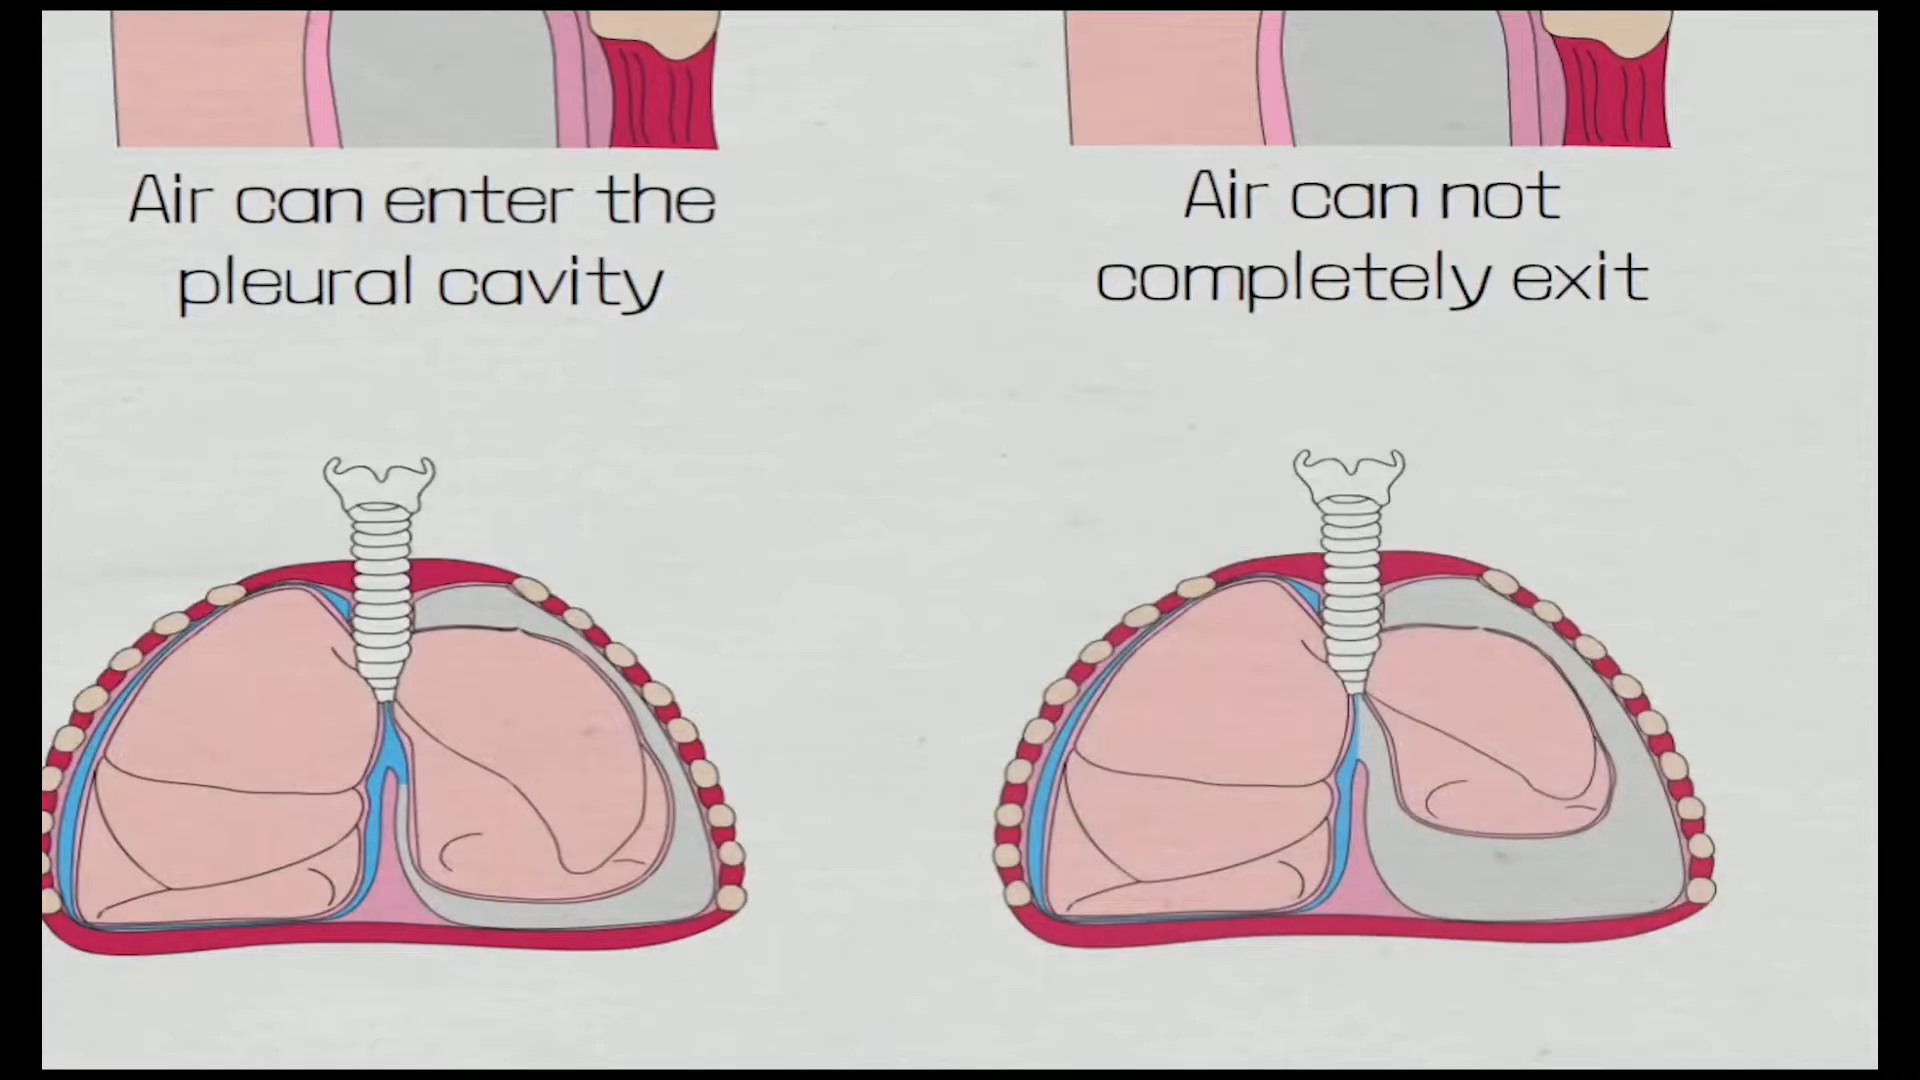 Air can enter the
pleural cavity
Air can not
completely exit